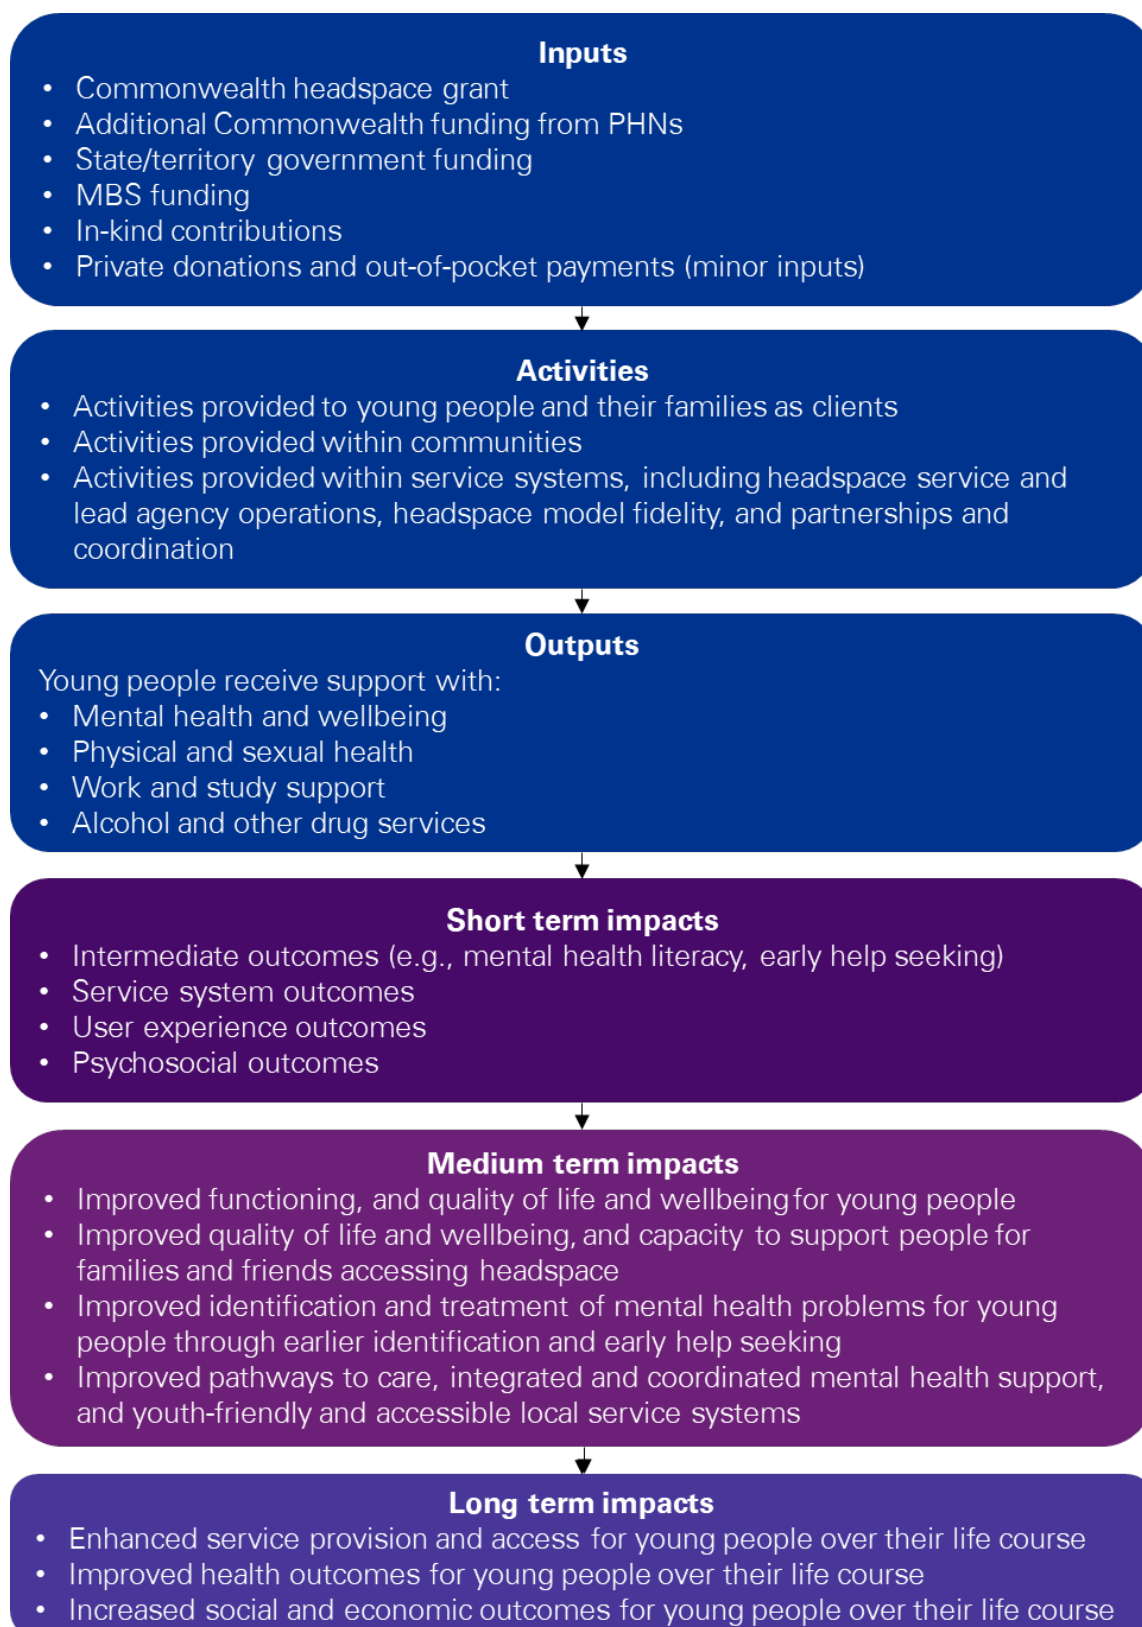 Inputs
• Commonwealth headspace grant
• Additional Commonwealth funding from PHNs
• State/territory government funding
• MBS funding
• In-kind contributions
• Private donations and out-of-pocket payments (minor inputs)
Activities
• Activities provided to young people and their families as clients
• Activities provided within communities
• Activities provided within service systems, including headspace service and
lead agency operations, headspace model fidelity, and partnerships and
coordination
Outputs
Young people receive support with:
• Mental health and wellbeing
• Physical and sexual health
• Work and study support
• Alcohol and other drug services
Short term impacts
• Intermediate outcomes (e.g., mental health literacy, early help seeking)
• Service system outcomes
• User experience outcomes
• Psychosocial outcomes
Medium term impacts
• Improved functioning, and quality of life and wellbeing for young people
• Improved quality of life and wellbeing, and capacity to support people for
families and friends accessing headspace
• Improved identification and treatment of mental health problems for young
people through earlier identification and early help seeking
• Improved pathways to care, integrated and coordinated mental health support,
and youth-friendly and accessible local service systems
Long term impacts
• Enhanced service provision and access for young people over their life course
• Improved health outcomes for young people over their life course
• Increased social and economic outcomes for young people over their life course